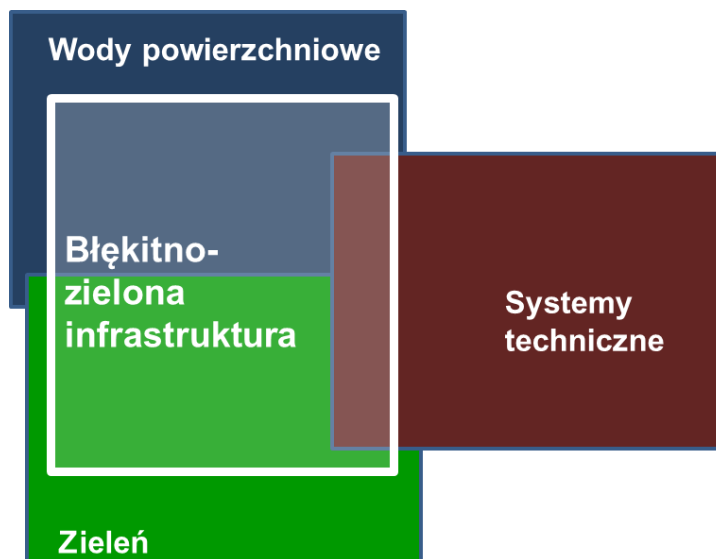 Wody powierzchniowe
Błękitno-
zielona
infrastruktura
Systemy
techniczne
Zieleń